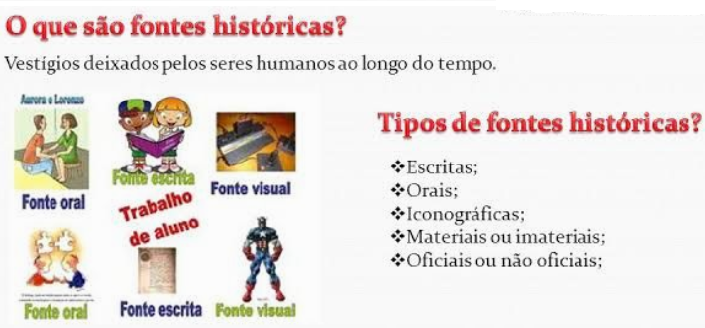 O que são fontes históricas?
Vestígios deixados pelos seres humanos ao longo do tempo.
Aurora e Lorenzo
Fonte oral
Fonte escrita
Fonte visual
Trabalho
de aluno
Fonte oral
Fonte escrita
Fonte visual
Tipos de fontes históricas?
❖Escritas;
❖Orais;
❖Iconográficas;
❖Materiais ou imateriais;
❖Oficiais ou não oficiais;